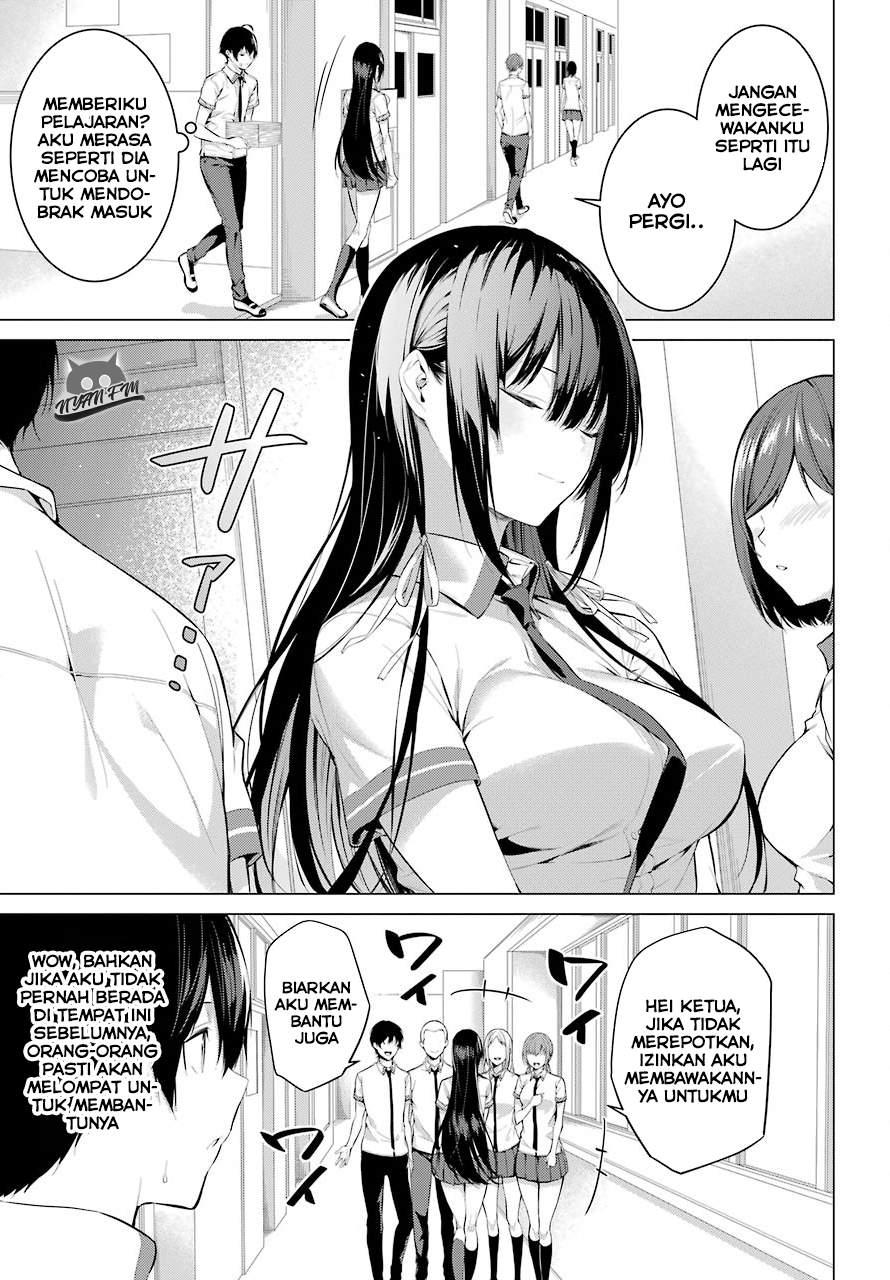 JANGAN
MENGECE-
WAKANKU
SEPRTI ITU
LAGI
AYO
PERGI..
MEMBERIKU
PELAJARAN?
AKU MERASA
SEPERTI DIA
MENCOBA UN-
TUK MENDO-
BRAK MASUK
NYAN FM
サァ...
HEI KETUA,
JIKA TIDAK
MEREPOTKAN,
IZINKAN AKU
MEMBAWAKANN-
YA UNTUKMU
ワイ
BIARKAN
AKU MEM-
BANTU
JUGA
ワイ
WOW, BAHKAN
JIKA AKU TIDAK
PERNAH BERADA
DI TEMPAT INI
SEBELUMNYA,
ORANG-ORANG
PASTI AKAN
MELOMPAT UN-
TUK MEMBAN-
TUNYA